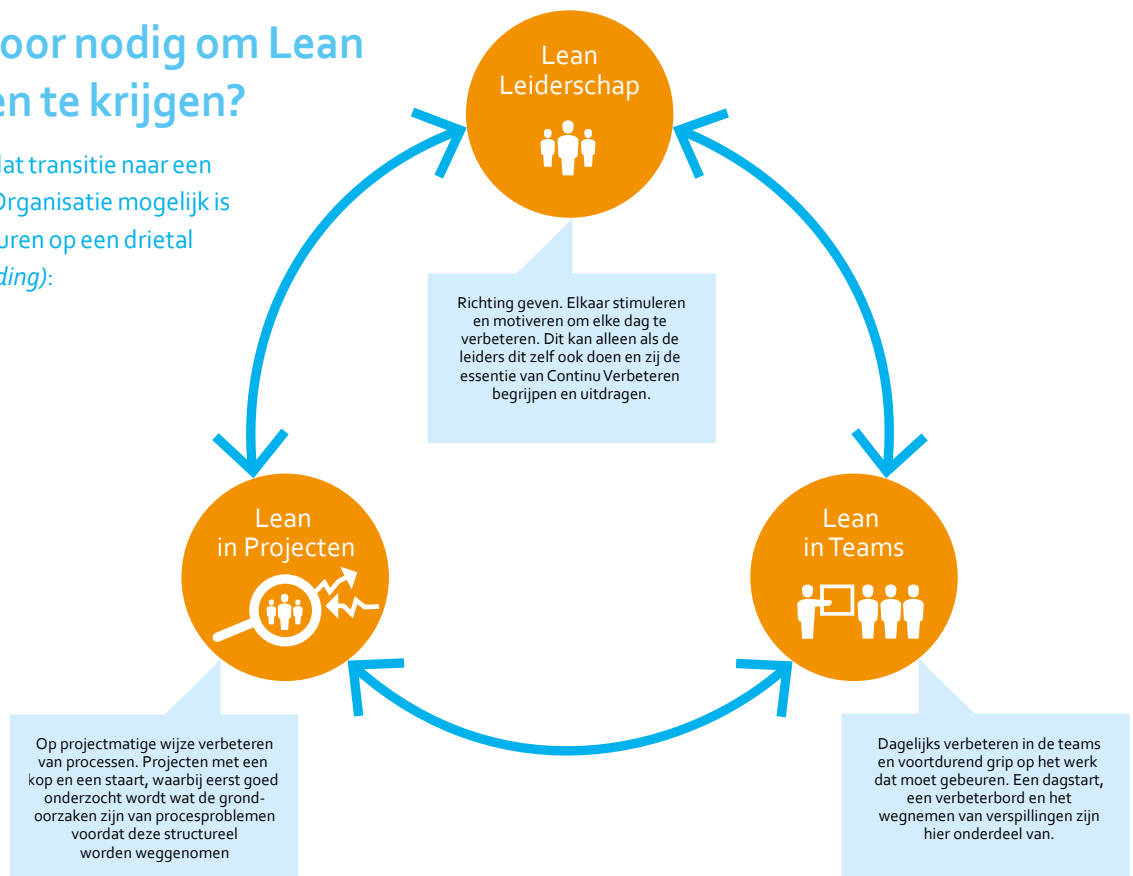 oor nodig om Lean
en te krijgen?
dat transitie naar een
Organisatie mogelijk is
uren op een drietal
ding):
Lean
Leiderschap
Richting geven. Elkaar stimuleren
en motiveren om elke dag te
verbeteren. Dit kan alleen als de
leiders dit zelf ook doen en zij de
essentie van Continu Verbeteren
begrijpen en uitdragen.
Lean
in Projecten
Lean
in Teams
Op projectmatige wijze verbeteren
van processen. Projecten met een
kop en een staart, waarbij eerst goed
onderzocht wordt wat de grond-
oorzaken zijn van procesproblemen
voordat deze structureel
worden weggenomen
Dagelijks verbeteren in de teams
en voortdurend grip op het werk
dat moet gebeuren. Een dagstart,
een verbeterbord en het
wegnemen van verspillingen zijn
hier onderdeel van.